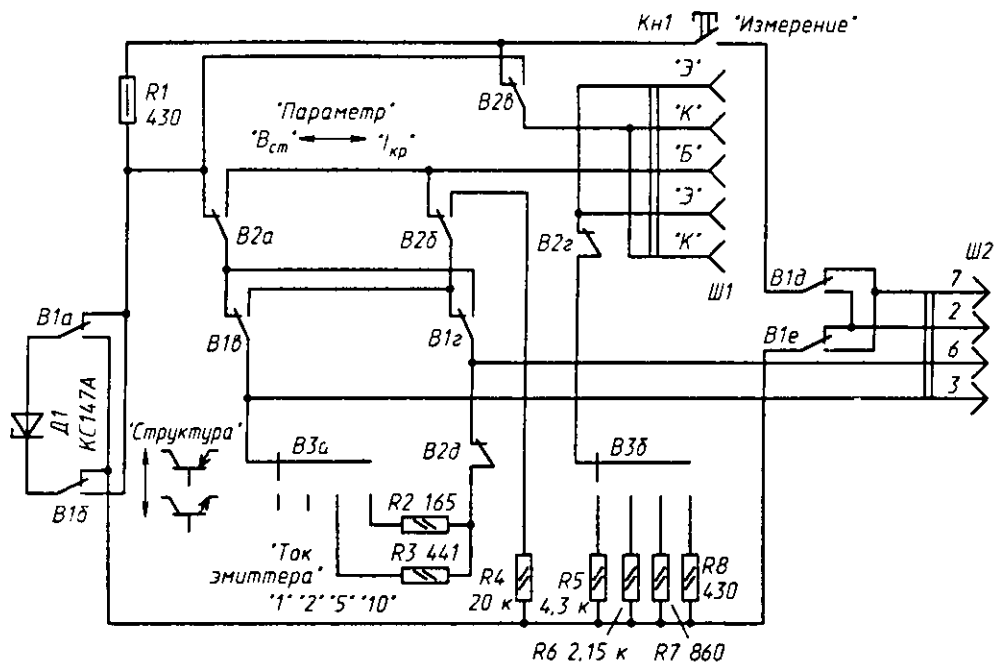 Кн1 "Измерение"
R1
430
"Параметр"
"Вст" "Iкр"
В2в
"Э"
"К"
"Б"
"Э"
"К"
В2а
В2б
В2г
Ш1
Ш2
В1д
7
2
6
3
В1а
В1в
В1г
В1е
Д1
КС147А
"Структура"
В1б
В3а
В2д
В3б
R2 165
R3 441
"Ток
эмиттера"
"1" "2" "5" "10"
R4
20 к
R5
4,3 к
R8
430
R6 2,15 к
R7 860